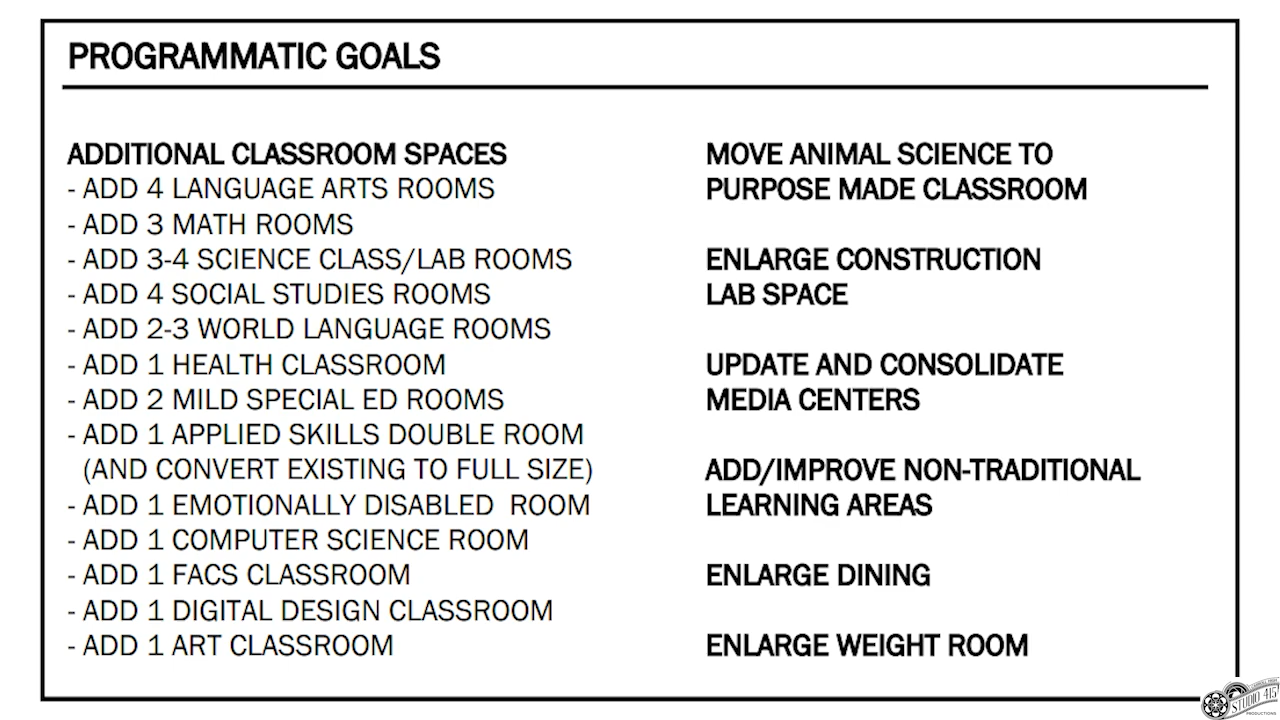 PROGRAMMATIC GOALS
ADDITIONAL CLASSROOM SPACES
- ADD 4 LANGUAGE ARTS ROOMS
- ADD 3 MATH ROOMS
- ADD 3-4 SCIENCE CLASS/LAB ROOMS
- ADD 4 SOCIAL STUDIES ROOMS
- ADD 2-3 WORLD LANGUAGE ROOMS
- ADD 1 HEALTH CLASSROOM
- ADD 2 MILD SPECIAL ED ROOMS
- ADD 1 APPLIED SKILLS DOUBLE ROOM
(AND CONVERT EXISTING TO FULL SIZE)
- ADD 1 EMOTIONALLY DISABLED  ROOM
- ADD 1 COMPUTER SCIENCE ROOM
- ADD 1 FACS CLASSROOM
- ADD 1 DIGITAL DESIGN CLASSROOM
- ADD 1 ART CLASSROOM
MOVE ANIMAL SCIENCE TO
PURPOSE MADE CLASSROOM
ENLARGE CONSTRUCTION
LAB SPACE
UPDATE AND CONSOLIDATE
MEDIA CENTERS
ADD/IMPROVE NON-TRADITIONAL
LEARNING AREAS
ENLARGE DINING
ENLARGE WEIGHT ROOM
STUDIO 415
PRODUCTIONS